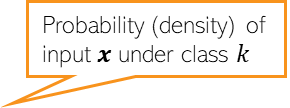 Probability (density) of
input x under class k